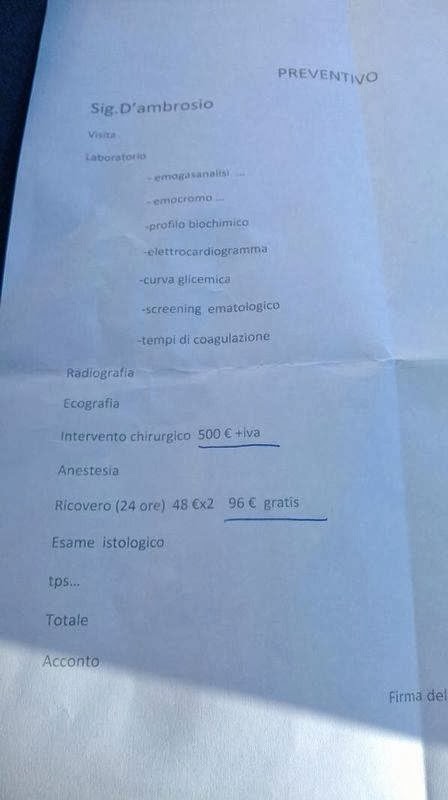 PREVENTIVO
Sig.D'ambrosio
Visita
Laboratorio
- emogasanalisi ...
- emocromo ...
-profilo biochimico
-elettrocardiogramma
-curva glicemica
-screening ematologico
-tempi di coagulazione
Radiografia
Ecografia
Intervento chirurgico 500 € +iva
Anestesia
Ricovero (24 ore) 48 €x2 96 € gratis
Esame istologico
tps...
Totale
Acconto
Firma del